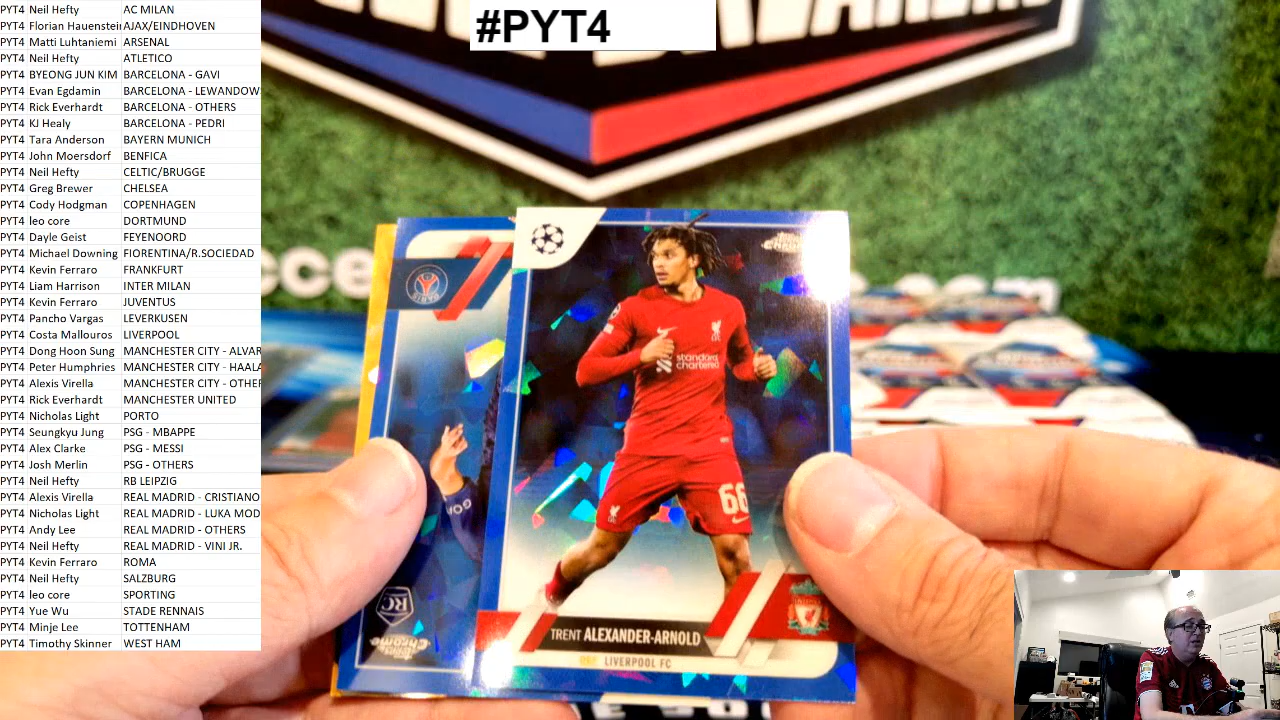 #PYT4
PYT4 Neil Hefty AC MILAN
PYT4 Florian Hauenstein AJAX/EINDHOVEN
PYT4 Matti Luhtaniemi ARSENAL
PYT4 Neil Hefty ATLETICO
PYT4 BYEONG JUN KIM BARCELONA - GAVI
PYT4 Evan Egdamin BARCELONA - LEWANDOW
PYT4 Rick Everhardt BARCELONA - OTHERS
PYT4 KJ Healy BARCELONA - PEDRI
PYT4 Tara Anderson BAYERN MUNICH
PYT4 John Moersdorf BENFICA
PYT4 Neil Hefty CELTIC/BRUGGE
PYT4 Greg Brewer CHELSEA
PYT4 Cody Hodgman COPENHAGEN
PYT4 leo core DORTMUND
PYT4 Dayle Geist FEYENOORD
PYT4 Michael Downing FIORENTINA/R.SOCIEDAD
PYT4 Kevin Ferraro FRANKFURT
PYT4 Liam Harrison INTER MILAN
PYT4 Kevin Ferraro JUVENTUS
PYT4 Pancho Vargas LEVERKUSEN
PYT4 Costa Mallouros LIVERPOOL
PYT4 Dong Hoon Sung MANCHESTER CITY - ALVAR
PYT4 Peter Humphries MANCHESTER CITY - HAALA
PYT4 Alexis Virella MANCHESTER CITY - OTHER
PYT4 Rick Everhardt MANCHESTER UNITED
PYT4 Nicholas Light PORTO
PYT4 Seungkyu Jung PSG - MBAPPE
PYT4 Alex Clarke PSG - MESSI
PYT4 Josh Merlin PSG - OTHERS
PYT4 Neil Hefty RB LEIPZIG
PYT4 Alexis Virella REAL MADRID - CRISTIANO
PYT4 Nicholas Light REAL MADRID - LUKA MOD
PYT4 Andy Lee REAL MADRID - OTHERS
PYT4 Neil Hefty REAL MADRID - VINI JR.
PYT4 Kevin Ferraro ROMA
PYT4 Neil Hefty SALZBURG
PYT4 leo core SPORTING
PYT4 Yue Wu STADE RENNAIS
PYT4 Minje Lee TOTTENHAM
PYT4 Timothy Skinner WEST HAM
standard
chartered
66
TRENT ALEXANDER-ARNOLD
LIVERPOOL FC
PARIS
RC